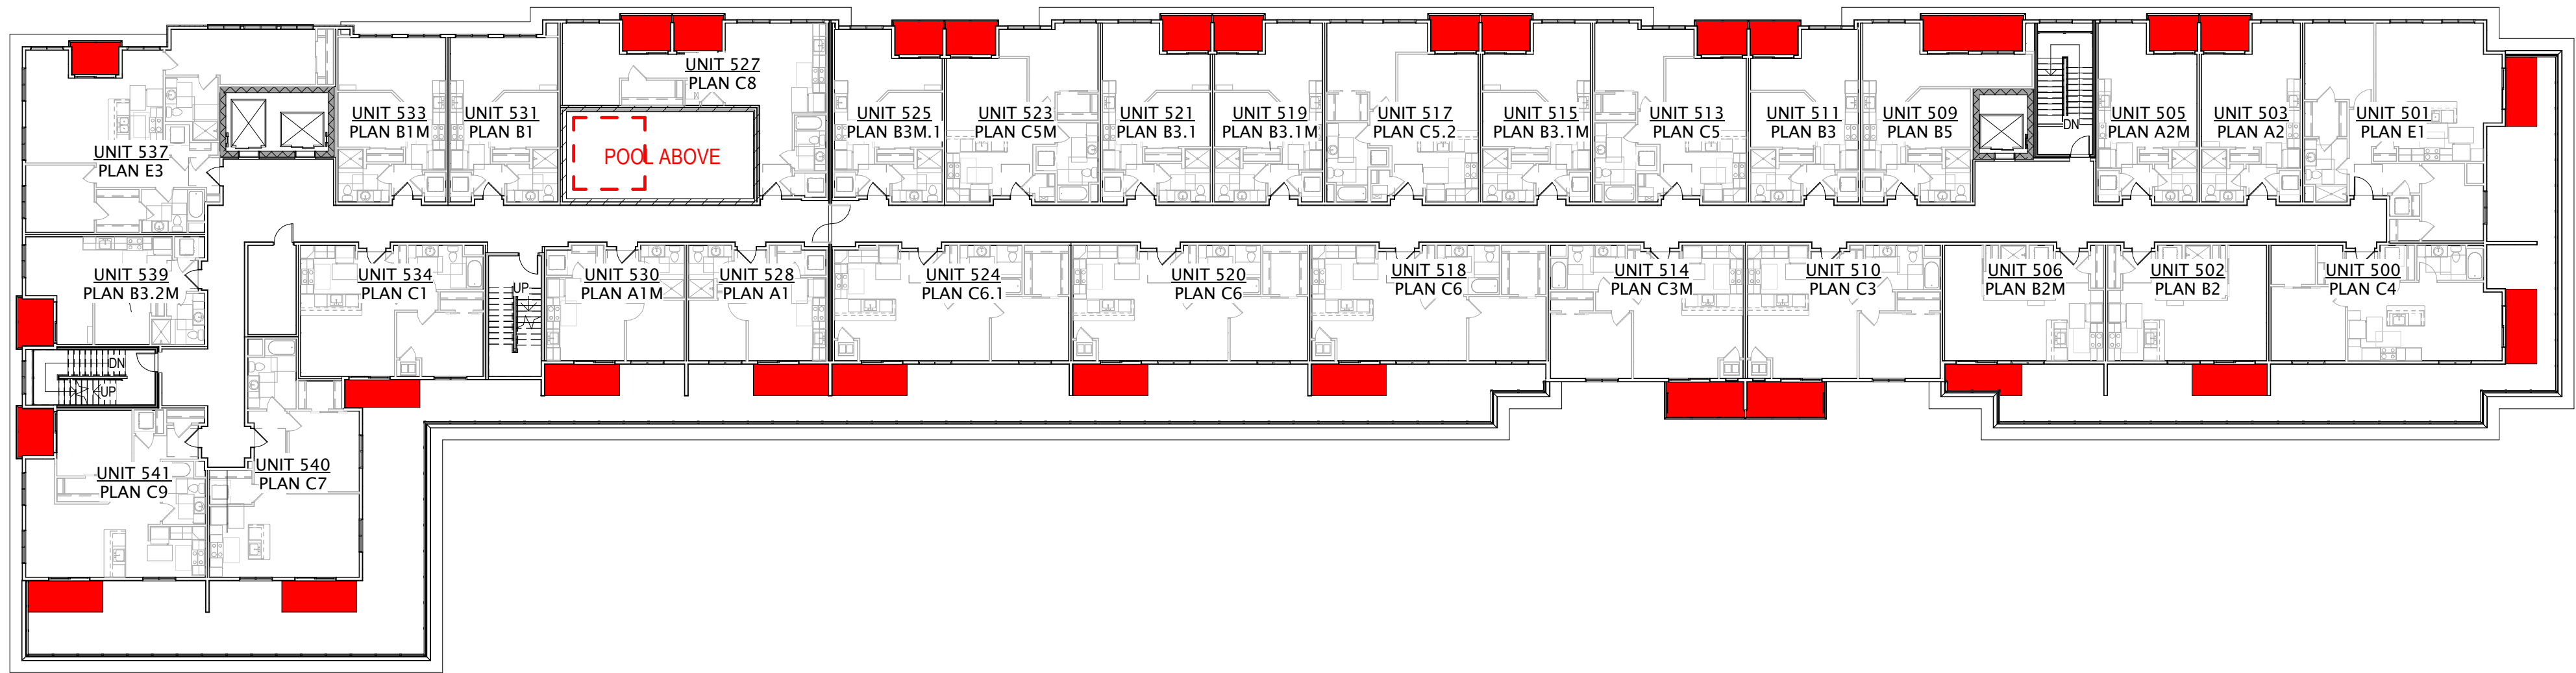 UNIT 537
PLAN E3
UNIT 533
PLAN B1M
UNIT 531
PLAN B1
UNIT 527
PLAN C8
POOL ABOVE
UNIT 525
PLAN B3M.1
UNIT 523
PLAN C5M
UNIT 521
PLAN B3.1
UNIT 519
PLAN B3.1M
UNIT 517
PLAN C5.2
UNIT 515
PLAN B3.1M
UNIT 513
PLAN C5
UNIT 511
PLAN B3
UNIT 509
PLAN B5
DN
UNIT 505
PLAN A2M
UNIT 503
PLAN A2
UNIT 501
PLAN E1
UNIT 539
PLAN B3.2M
UNIT 534
PLAN C1
UP
UNIT 530
PLAN A1M
UNIT 528
PLAN A1
UNIT 524
PLAN C6.1
UNIT 520
PLAN C6
UNIT 518
PLAN C6
UNIT 514
PLAN C3M
UNIT 510
PLAN C3
UNIT 506
PLAN B2M
UNIT 502
PLAN B2
UNIT 500
PLAN C4
DN
UP
UNIT 541
PLAN C9
UNIT 540
PLAN C7